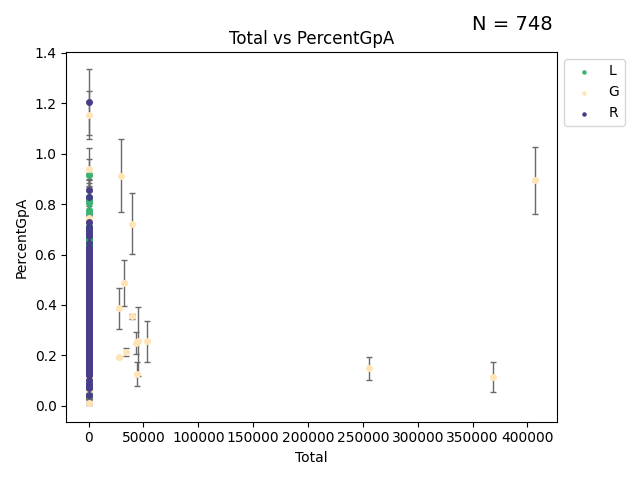 N = 748
Total vs PercentGpA
1.4
1.2
1.0
0.8
0.6
0.4
0.2
0.0
PercentGpA
0 50000 100000 150000 200000 250000 300000 350000 400000
Total
L
G
R